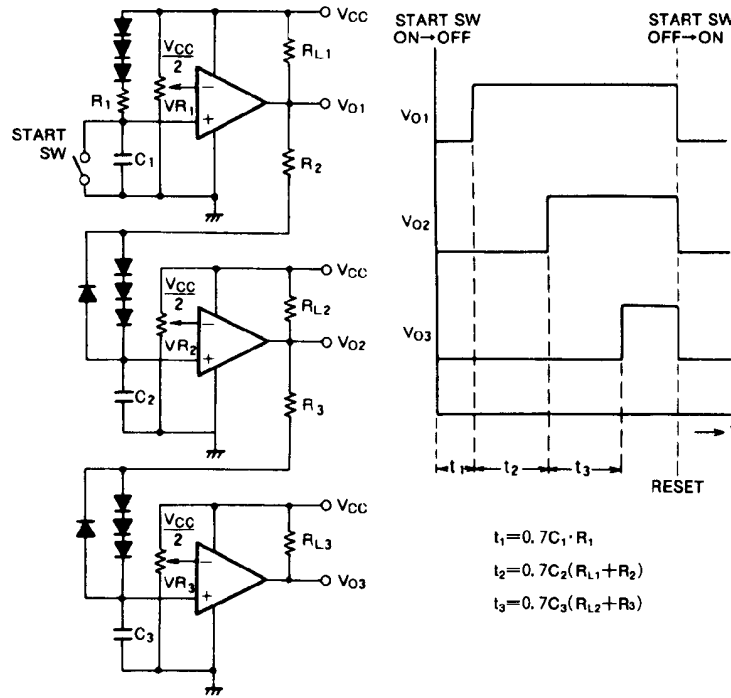 VCC
RL1
VCC/2
R1
VR1
−
+
VO1
START
SW
C1
R2
VCC
VCC/2
RL2
VR2
−
+
VO2
C2
R3
VCC
VCC/2
RL3
VR3
−
+
VO3
C3
START SW
ON→OFF
START SW
OFF→ON
VO1
VO2
VO3
t1
t2
t3
RESET
t1=0.7C1·R1
t2=0.7C2(RL1+R2)
t3=0.7C3(RL2+R3)